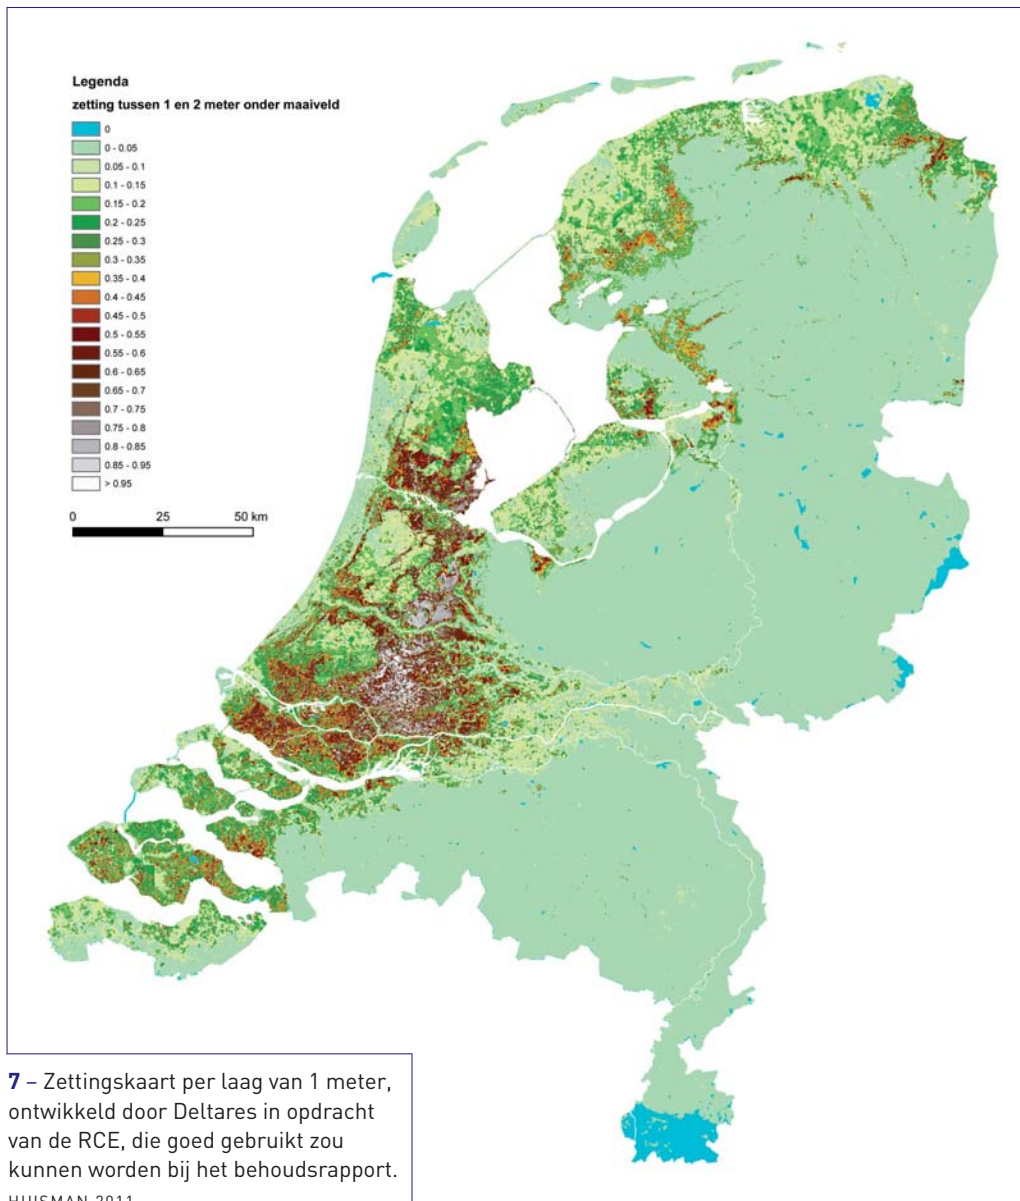 Legenda
zetting tussen 1 en 2 meter onder maaiveld
0
0 - 0.05
0.05 - 0.1
0.1 - 0.15
0.15 - 0.2
0.2 - 0.25
0.25 - 0.3
0.3 - 0.35
0.35 - 0.4
0.4 - 0.45
0.45 - 0.5
0.5 - 0.55
0.55 - 0.6
0.6 - 0.65
0.65 - 0.7
0.7 - 0.75
0.75 - 0.8
0.8 - 0.85
0.85 - 0.95
> 0.95
0 25 50 km
7 – Zettingskaart per laag van 1 meter,
ontwikkeld door Deltares in opdracht
van de RCE, die goed gebruikt zou
kunnen worden bij het behoudsrapport.
HUISMAN 2011